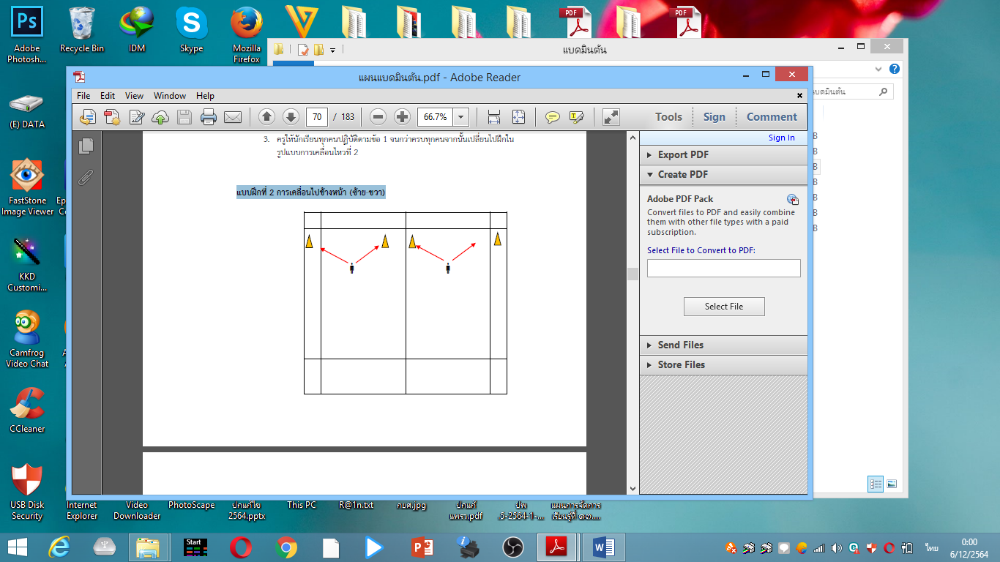 Adobe Photosh...
Recycle Bin
IDM
Skype
Mozilla Firefox
PDF
PDF
แบดมินตัน
แผนแบดมินตัน.pdf - Adobe Reader
File Edit View Window Help
70 / 183
66.7%
Tools Sign Comment
Sign In
Export PDF
Create PDF
Adobe PDF Pack
Convert files to PDF and easily combine
them with other file types with a paid
subscription.
Select File to Convert to PDF:
Select File
Send Files
Store Files
3. ครูให้นักเรียนทุกคนปฏิบัติตามข้อ 1 จนกว่าครบทุกคนจากนั้นเปลี่ยนไปฝึกใน
รูปแบบการเคลื่อนไหวที่ 2
แบบฝึกที่ 2 การเคลื่อนไปข้างหน้า (ซ้าย-ขวา)
(E) DATA
FastStone
Image Viewer
KKD
Customi...
Camfrog
Video Chat
CCleaner
USB Disk
Security
Internet
Explorer
Video
Downloader
PhotoScape
ปกแก้ไข
2564.pptx
This PC
R@1n.txt
กยศ.jpg
ปกแก้
แพรว.pdf
ปพ
.5-2564-1-...
แผนการจัดการ
เรียนรู้ที่ ๑๓....
Start
ไทย
0:00
6/12/2564